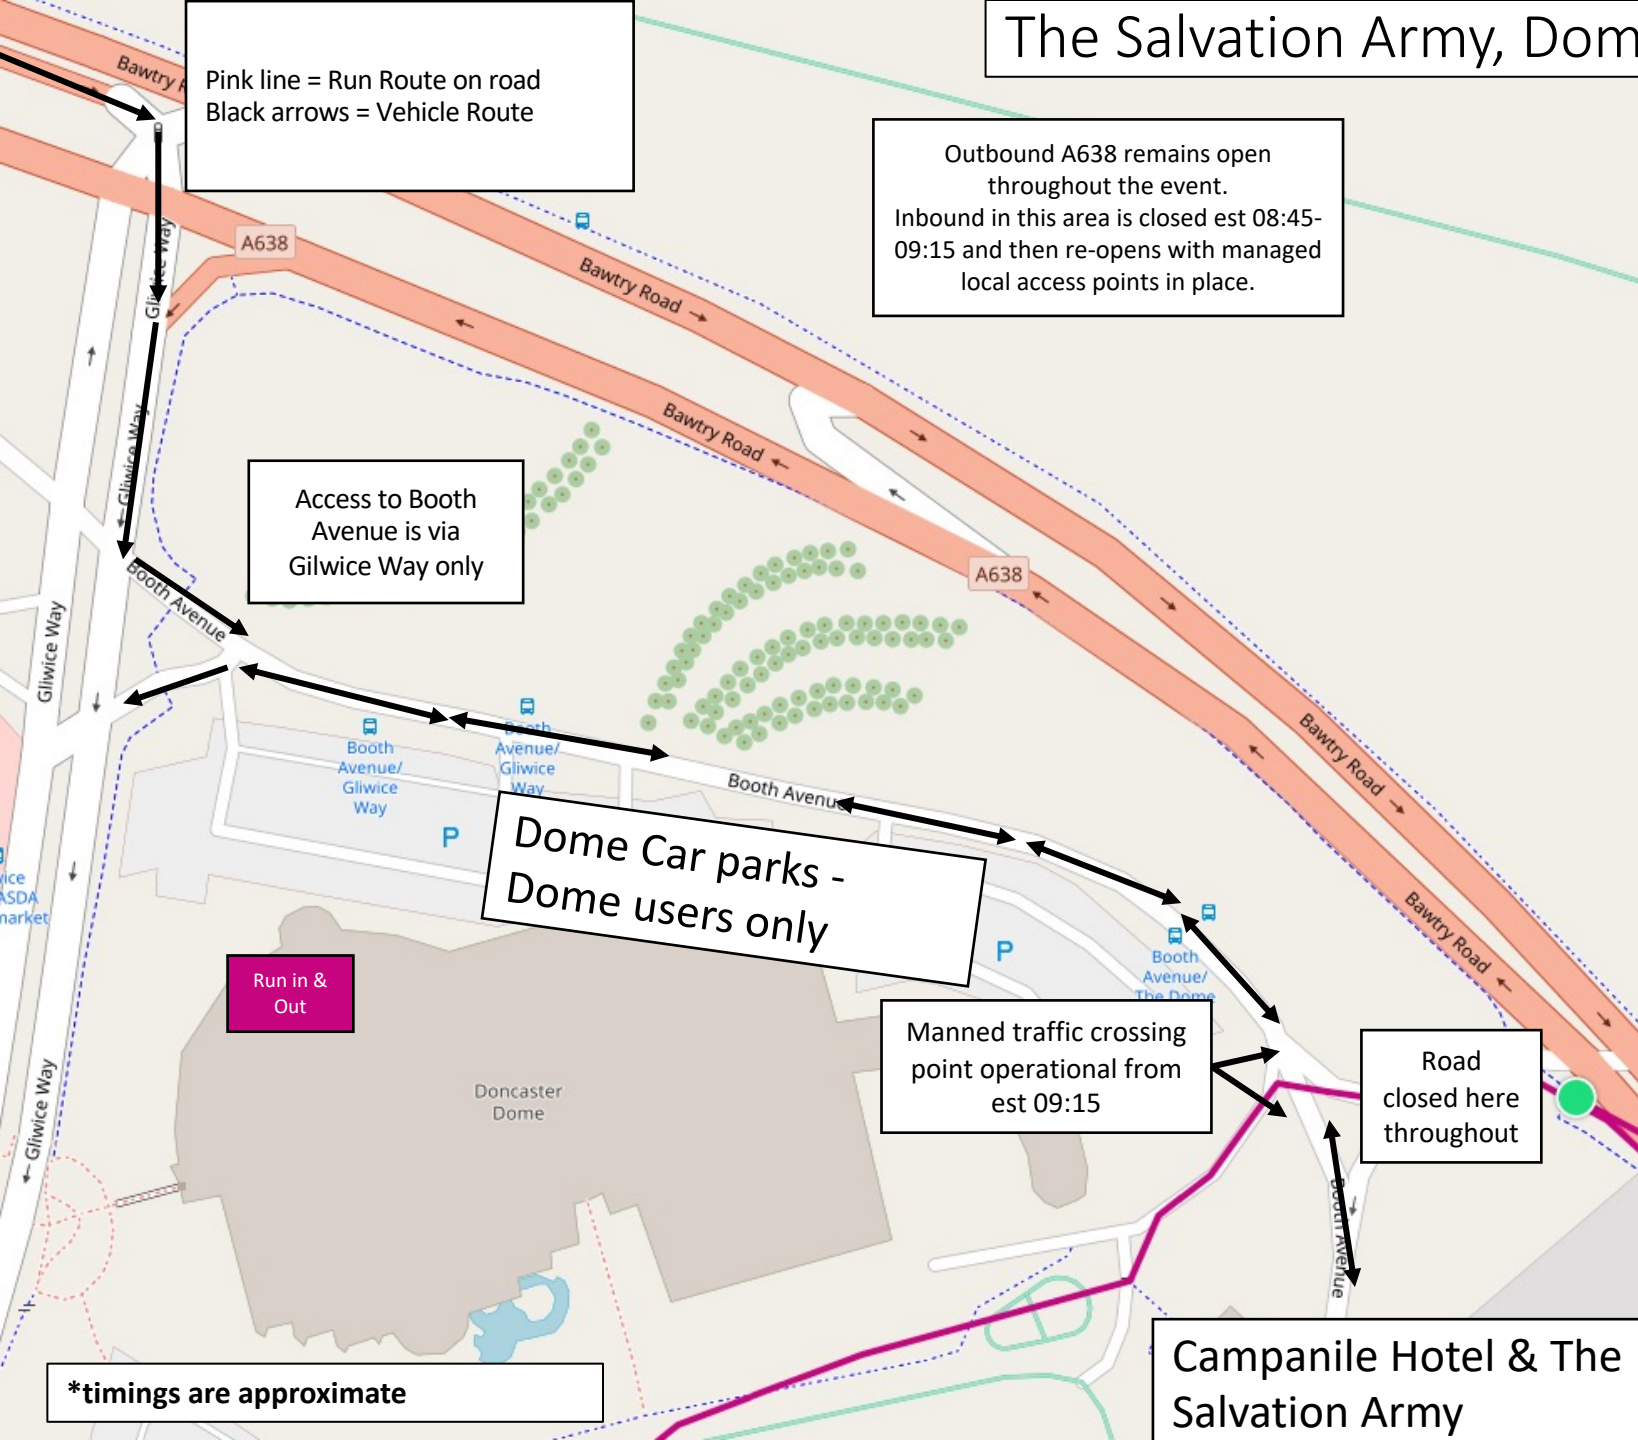 The Salvation Army, Dom
Pink line = Run Route on road
Black arrows = Vehicle Route
Outbound A638 remains open
throughout the event.
Inbound in this area is closed est 08:45-
09:15 and then re-opens with managed
local access points in place.
Bawtry R
A638
Gliwice Way
Bawtry Road
Bawtry Road
Gliwice Way
Access to Booth
Avenue is via
Gilwice Way only
A638
Booth Avenue
Gliwice Way
Booth
Avenue/
Gliwice
Way
Booth
Avenue/
Gliwice
Way
Booth Avenue
Bawtry Road
P
Dome Car parks -
Dome users only
ice
ASDA
market
Bawtry Road
P
Booth
Avenue/
The Dome
Run in &
Out
Manned traffic crossing
point operational from
est 09:15
Road
closed here
throughout
Doncaster
Dome
Gliwice Way
Booth Avenue
*timings are approximate
Campanile Hotel & The
Salvation Army